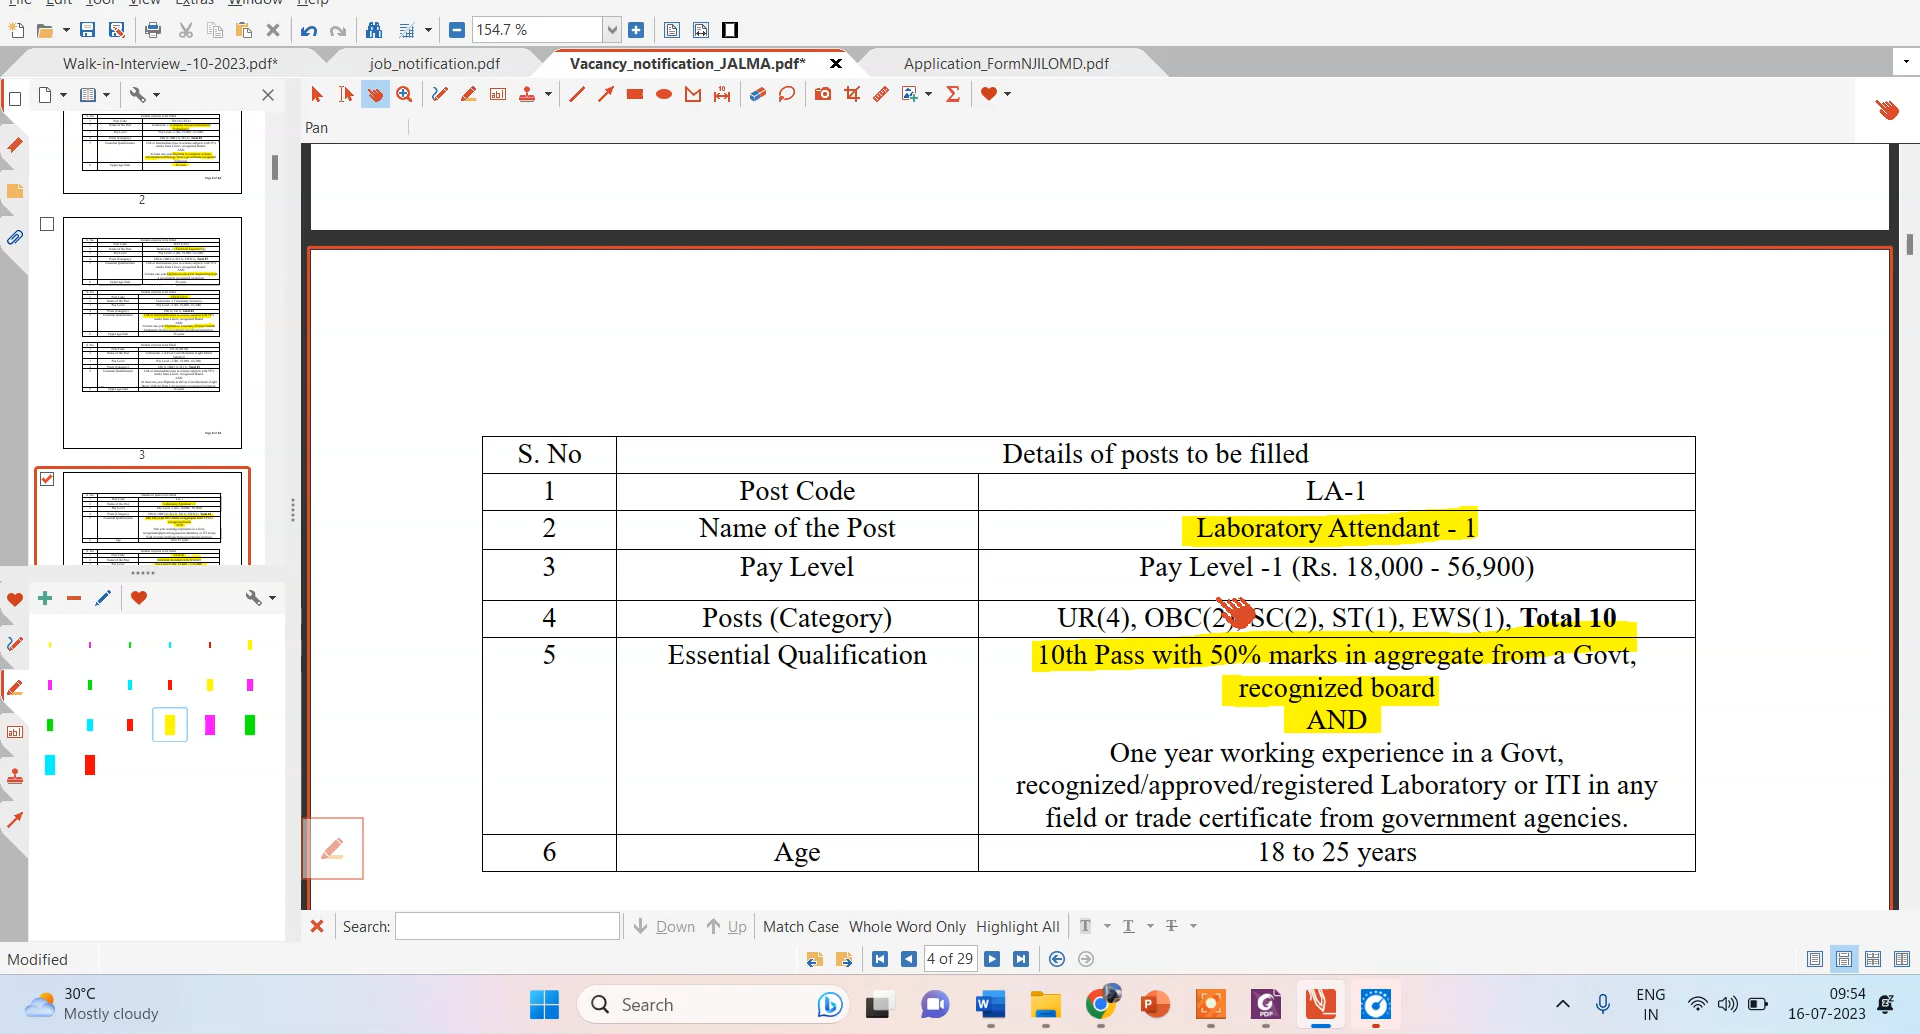 File Edit Tool View Extras Window Help
154.7 %
Walk-in-Interview_-10-2023.pdf*
job_notification.pdf
Vacancy_notification_JALMA.pdf*
Application_FormNJILOMD.pdf
Pan
2
3
S. No Details of posts to be filled
1 Post Code LA-1
2 Name of the Post Laboratory Attendant - 1
3 Pay Level Pay Level -1 (Rs. 18,000 - 56,900)
4 Posts (Category) UR(4), OBC(2), SC(2), ST(1), EWS(1), Total 10
5 Essential Qualification 10th Pass with 50% marks in aggregate from a Govt,
recognized board
AND
One year working experience in a Govt,
recognized/approved/registered Laboratory or ITI in any
field or trade certificate from government agencies.
6 Age 18 to 25 years
Search: Down Up Match Case Whole Word Only Highlight All
Modified
4 of 29
30°C
Mostly cloudy
Search
ENG
IN
09:54
16-07-2023